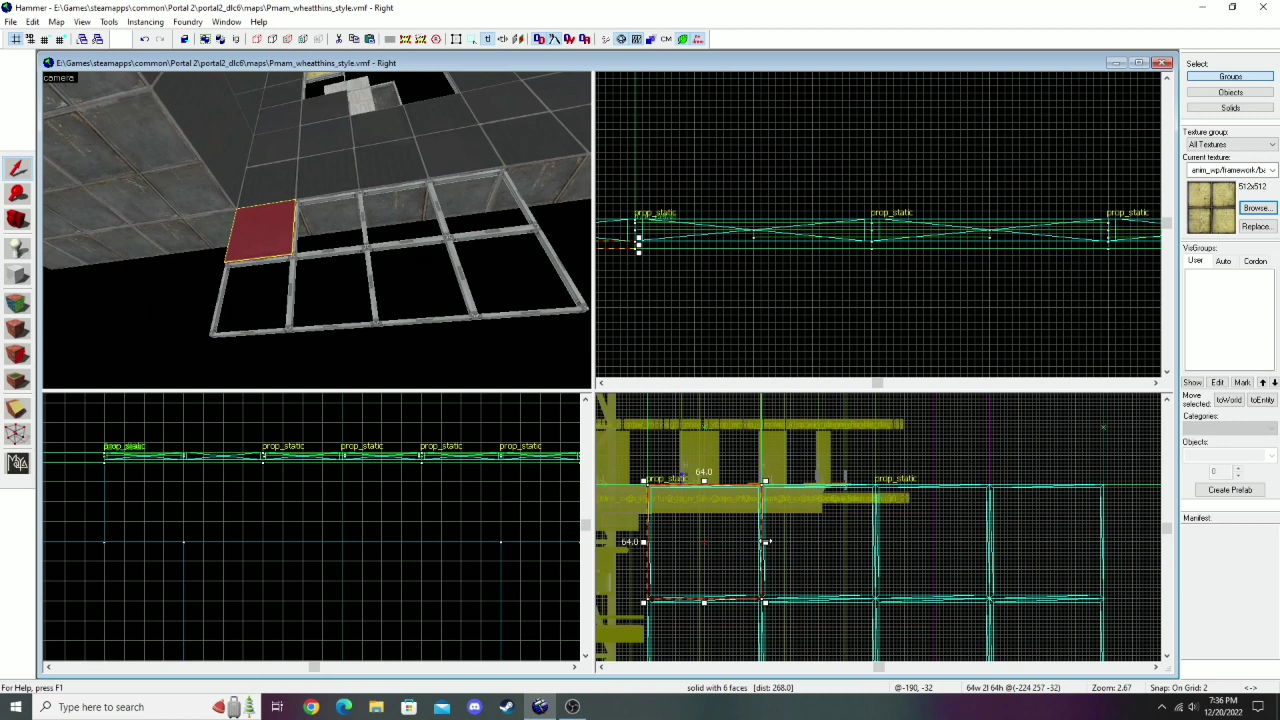 Hammer - E:\Games\steamapps\common\Portal 2\portal2_dlc6\maps\Pmam_wheatthins_style.vmf - Right
File Edit Map View Tools Instancing Foundry Window Help
E:\Games\steamapps\common\Portal 2\portal2_dlc6\maps\Pmam_wheatthins_style.vmf - Right
camera
prop_static
prop_static
prop_static
prop_static
prop_static
prop_static
prop_static
prop_static
prop_static
prop_static
64.0
64.0
Select:
Groups
Objects
Solids
Texture group:
All Textures
Current texture:
anim_wp/framework/ba
512x512
Browse...
Replace...
VisGroups:
User Auto Cordon
Show Edit Mark
Move selected: toWorld toEntity
Categories:
Objects:
0
Create Prefab
Manifest:
For Help, press F1
solid with 6 faces [dist: 268.0]
@-190, -32
64w 2l 64h @(-224 257 -32)
Zoom: 2.67
Snap: On Grid: 2
<->
Type here to search
7:36 PM
12/20/2022